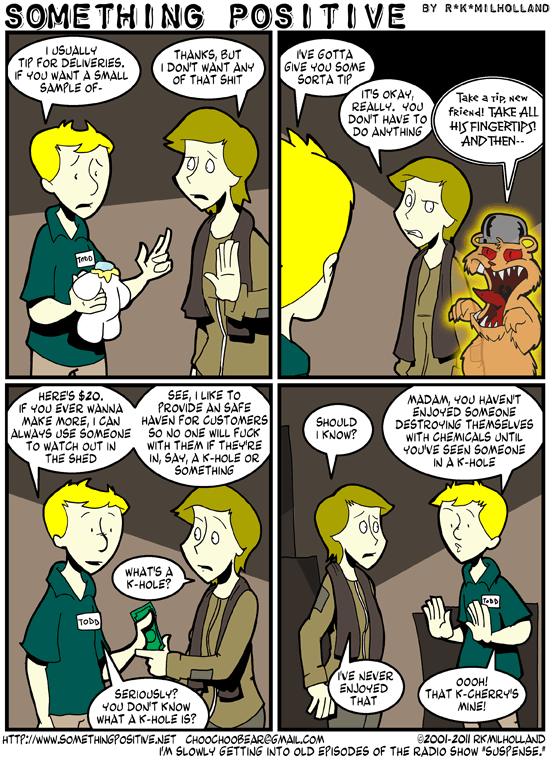 SOMETHING POSITIVE BY R*K*MILHOLLAND
I USUALLY
TIP FOR DELIVERIES.
IF YOU WANT A SMALL
SAMPLE OF-
THANKS, BUT
I DON'T WANT ANY
OF THAT SHIT
TODD
I'VE GOTTA
GIVE YOU SOME
SORTA TIP
IT'S OKAY,
REALLY. YOU
DON'T HAVE TO
DO ANYTHING
Take a tip, new
friend! TAKE ALL
HIS FINGERTIPS!
AND THEN--
HERE'S $20.
IF YOU EVER WANNA
MAKE MORE, I CAN
ALWAYS USE SOMEONE
TO WATCH OUT IN
THE SHED
SEE, I LIKE TO
PROVIDE AN SAFE
HAVEN FOR CUSTOMERS
SO NO ONE WILL FUCK
WITH THEM IF THEY'RE
IN, SAY, A K-HOLE OR
SOMETHING
WHAT'S A
K-HOLE?
TODD
SERIOUSLY?
YOU DON'T KNOW
WHAT A K-HOLE IS?
SHOULD
I KNOW?
MADAM, YOU HAVEN'T
ENJOYED SOMEONE
DESTROYING THEMSELVES
WITH CHEMICALS UNTIL
YOU'VE SEEN SOMEONE
IN A K-HOLE
TODD
I'VE NEVER
ENJOYED
THAT
OOOH!
THAT K-CHERRY'S
MINE!
HTTP://WWW.SOMETHINGPOSITIVE.NET CHOOCHOOBEAR@GMAIL.COM ©2001-2011 RKMILHOLLAND
I'M SLOWLY GETTING INTO OLD EPISODES OF THE RADIO SHOW "SUSPENSE."